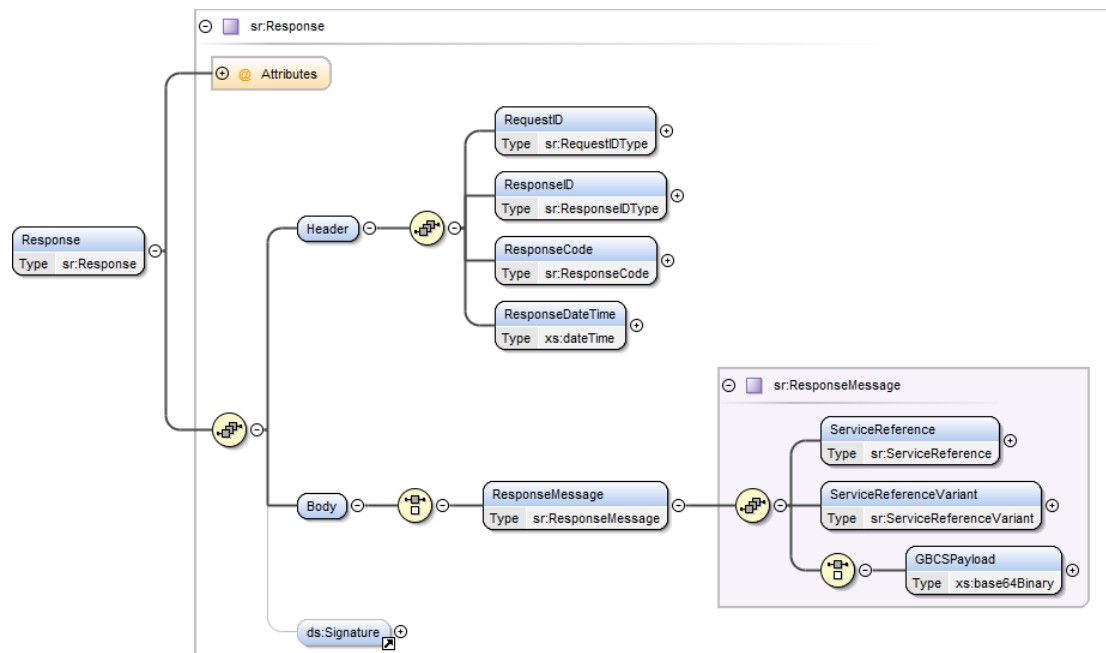 sr:Response
@ Attributes
RequestID
Type sr:RequestIDType
ResponseID
Type sr:ResponseIDType
Header
Response
Type sr:Response
ResponseCode
Type sr:ResponseCode
ResponseDateTime
Type xs:dateTime
sr:ResponseMessage
ServiceReference
Type sr:ServiceReference
Body
ResponseMessage
Type sr:ResponseMessage
ServiceReferenceVariant
Type sr:ServiceReferenceVariant
GBCSPayload
Type xs:base64Binary
ds:Signature